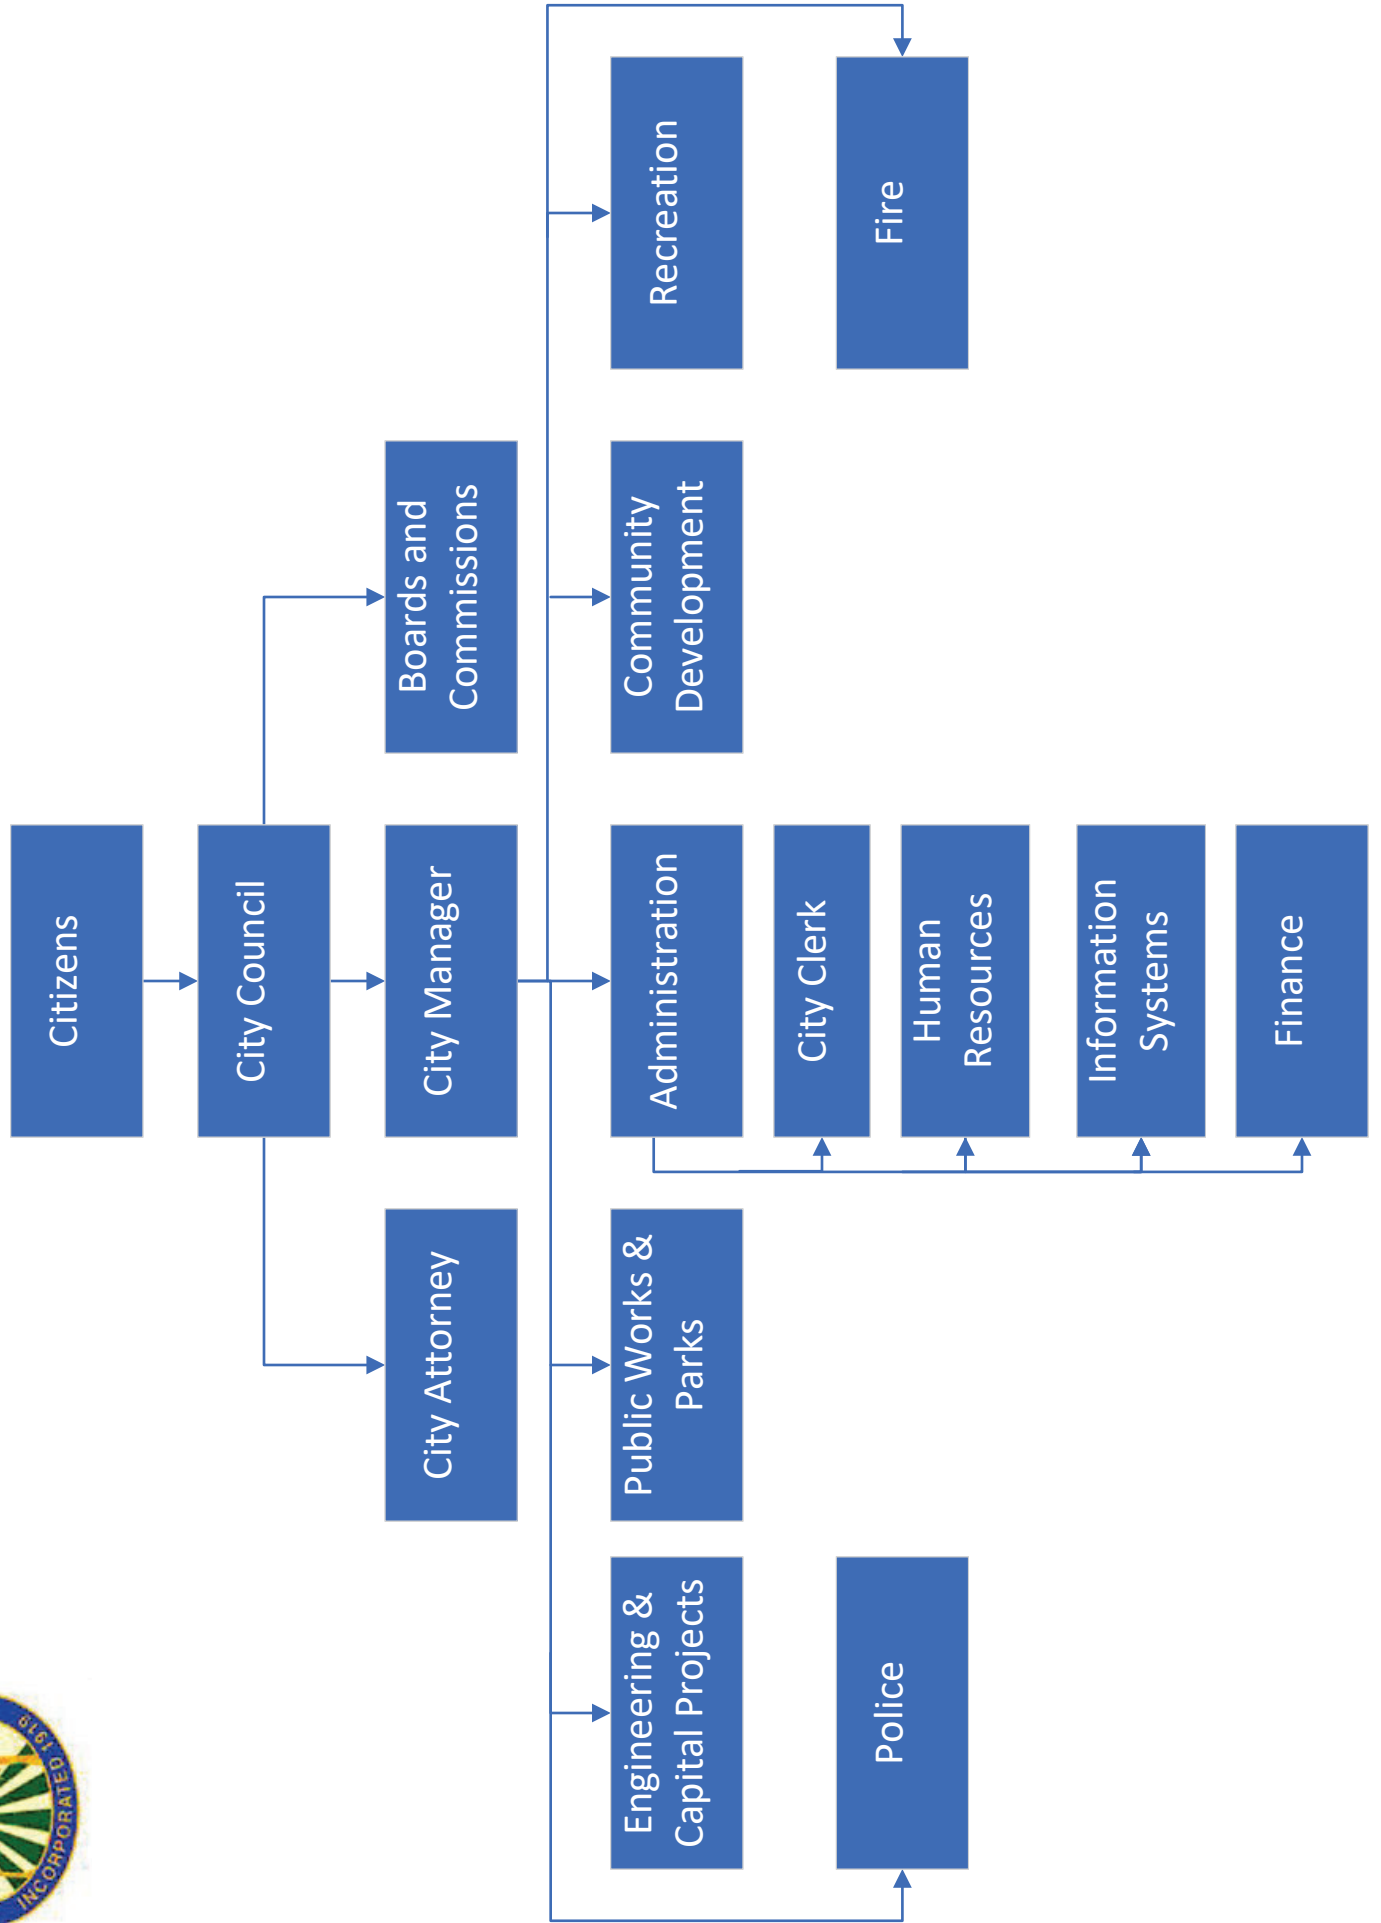 Citizens
City Council
City Attorney
City Manager
Boards and
Commissions
Engineering &
Capital Projects
Public Works &
Parks
Administration
Community
Development
Recreation
Police
City Clerk
Human
Resources
Information
Systems
Finance
Fire
INCORPORATED 1919